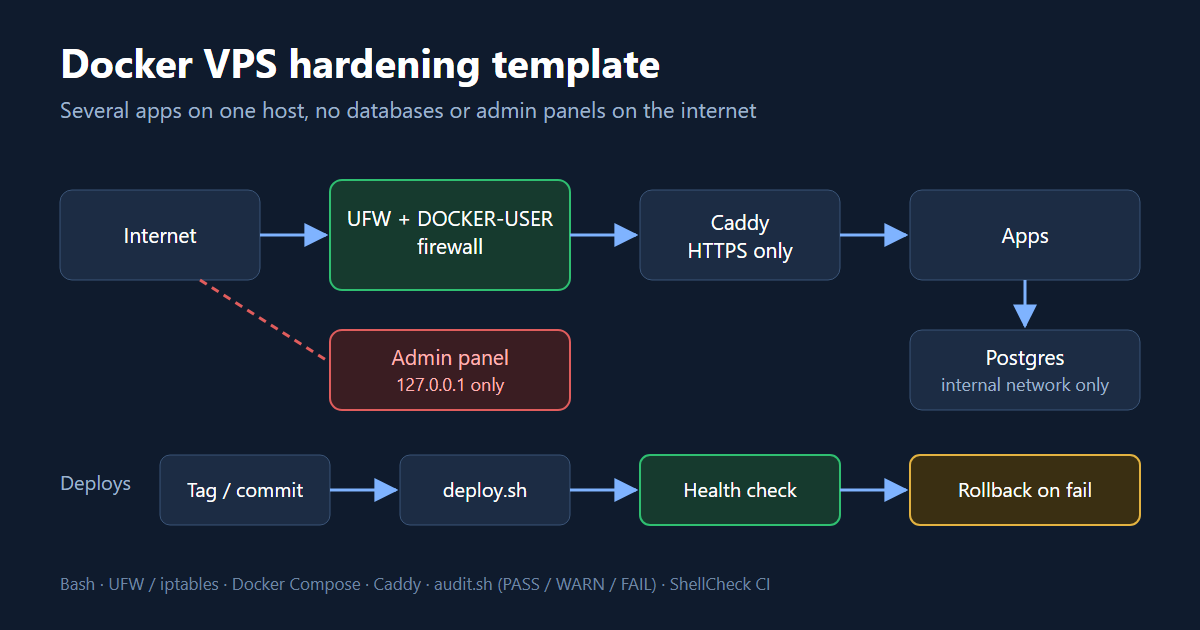 Docker VPS hardening template
Several apps on one host, no databases or admin panels on the internet
Internet
UFW + DOCKER-USER
firewall
Caddy
HTTPS only
Apps
Admin panel
127.0.0.1 only
Postgres
internal network only
Deploys
Tag / commit
deploy.sh
Health check
Rollback on fail
Bash · UFW / iptables · Docker Compose · Caddy · audit.sh (PASS / WARN / FAIL) · ShellCheck CI